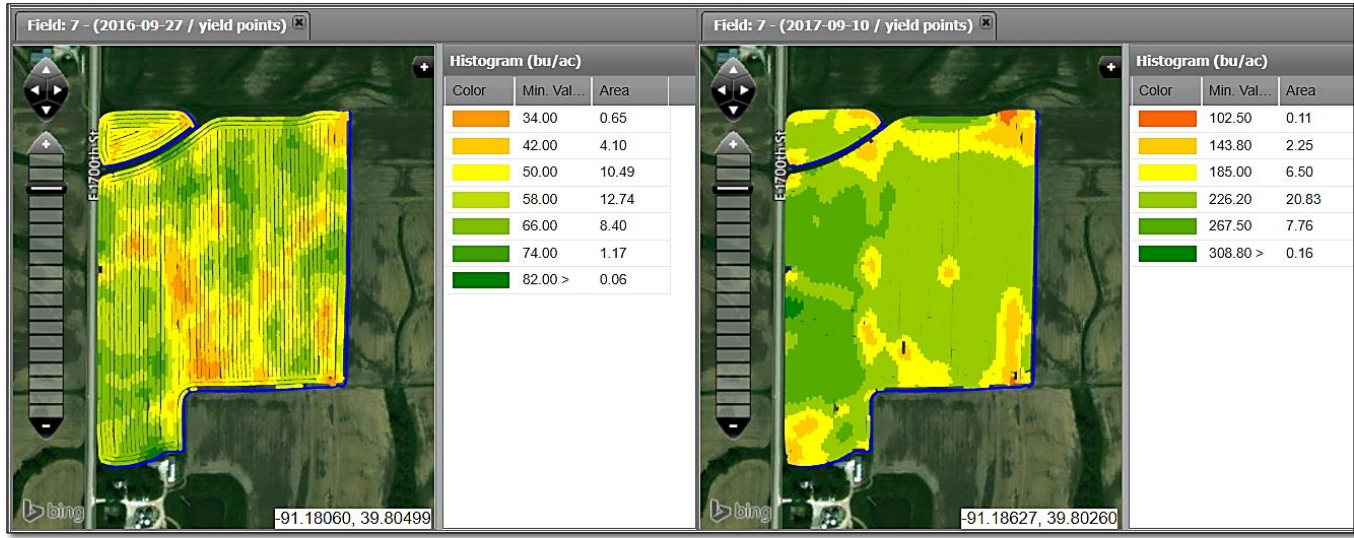 Field: 7 - (2016-09-27 / yield points)
E 1700th St
bing
-91.18060, 39.80499
Histogram (bu/ac)
Color Min. Val... Area
34.00 0.65
42.00 4.10
50.00 10.49
58.00 12.74
66.00 8.40
74.00 1.17
82.00 > 0.06
Field: 7 - (2017-09-10 / yield points)
E 1700th St
bing
-91.18627, 39.80260
Histogram (bu/ac)
Color Min. Val... Area
102.50 0.11
143.80 2.25
185.00 6.50
226.20 20.83
267.50 7.76
308.80 > 0.16